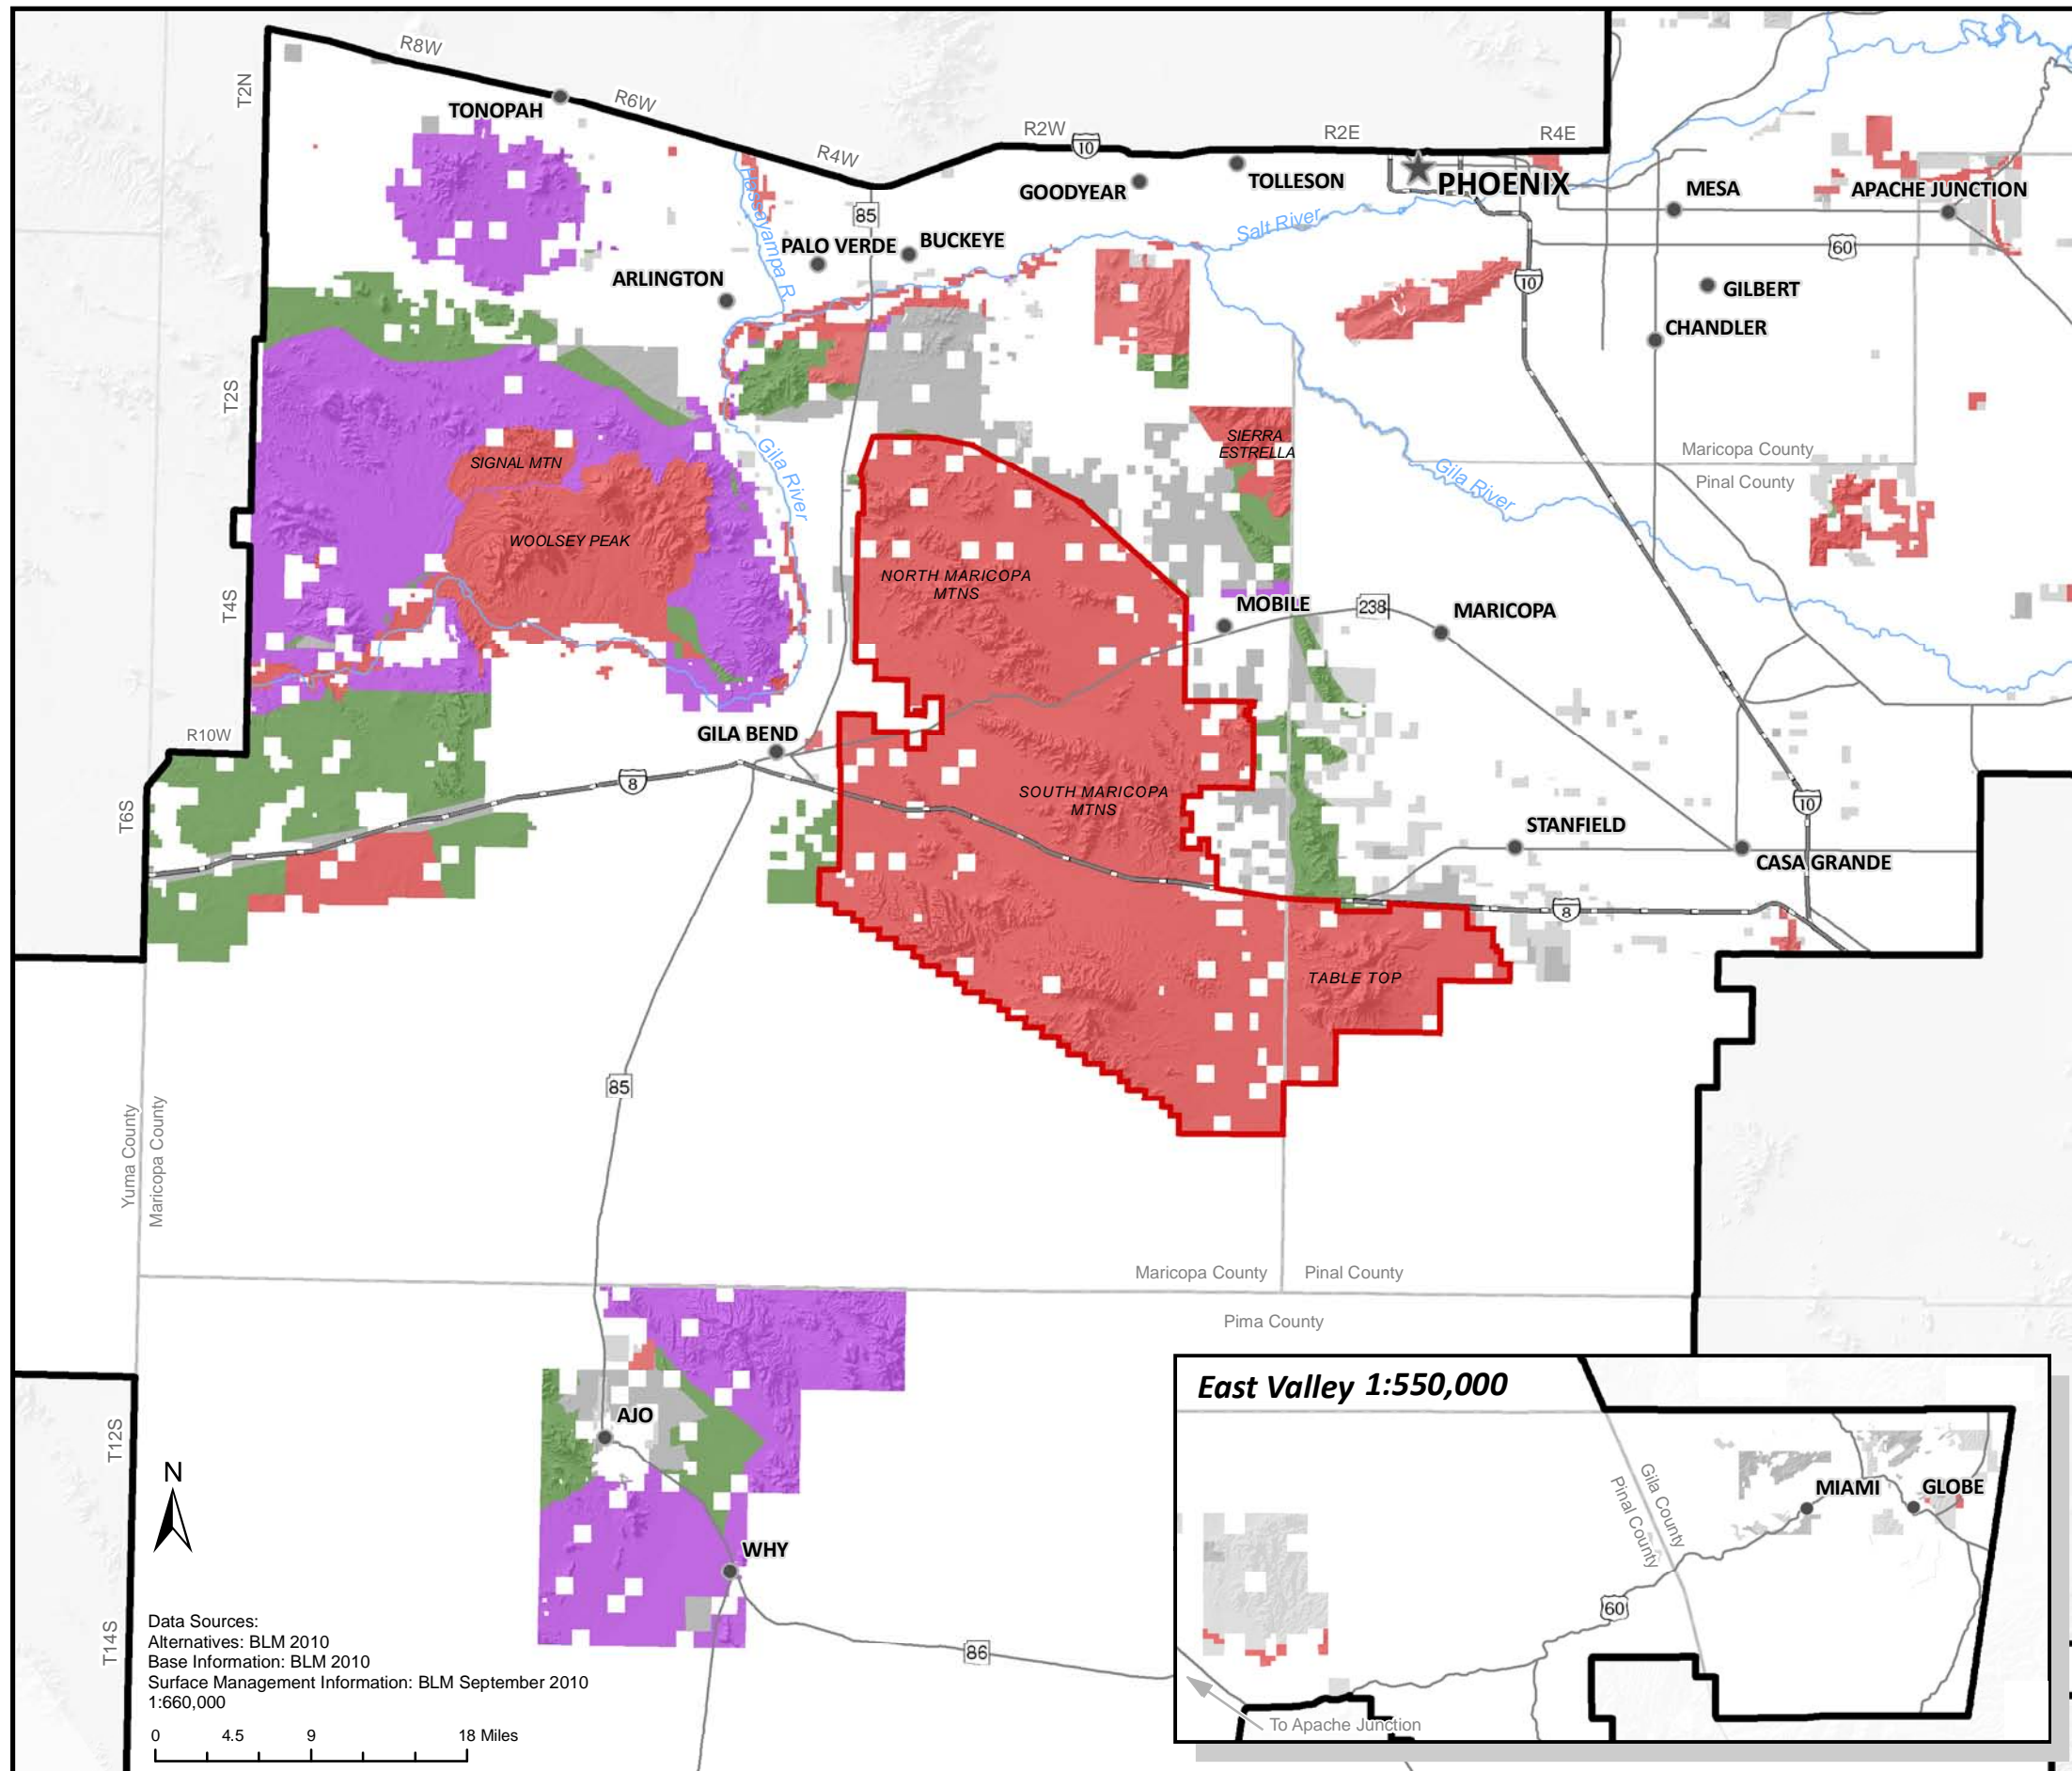 R8W
T2N
R6W
TONOPAH
R4W
R2W
10
R2E
R4E
GOODYEAR
TOLLESON
PHOENIX
MESA
APACHE JUNCTION
85
Hassayampa R.
PALO VERDE
BUCKEYE
Salt River
60
ARLINGTON
10
GILBERT
CHANDLER
T2S
SIGNAL MTN
Gila River
SIERRA
ESTRELLA
Maricopa County
Pinal County
Gila River
WOOLSEY PEAK
NORTH MARICOPA
MTNS
T4S
MOBILE
238
MARICOPA
R10W
GILA BEND
8
SOUTH MARICOPA
MTNS
10
T6S
STANFIELD
CASA GRANDE
8
TABLE TOP
85
Yuma County
Maricopa County
Maricopa County
Pinal County
Pima County
East Valley 1:550,000
AJO
T12S
N
Gila County
Pinal County
MIAMI
GLOBE
WHY
60
T14S
86
To Apache Junction
Data Sources:
Alternatives: BLM 2010
Base Information: BLM 2010
Surface Management Information: BLM September 2010
1:660,000
0 4.5 9 18 Miles